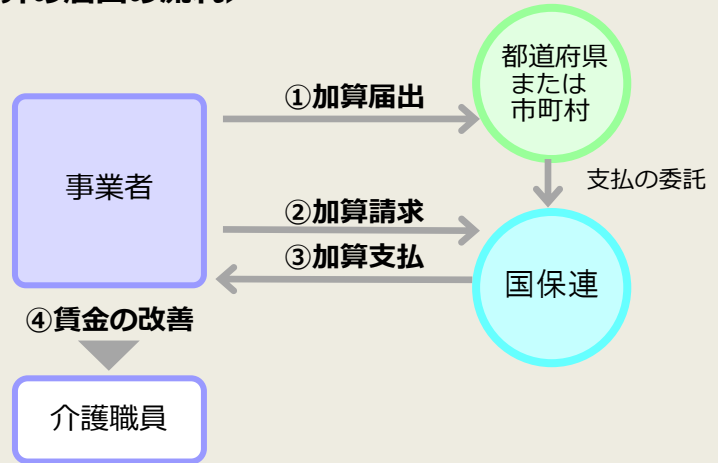 ①加算届出
都道府県
または
市町村
支払の委託
事業者
②加算請求
③加算支払
国保連
④賃金の改善
介護職員